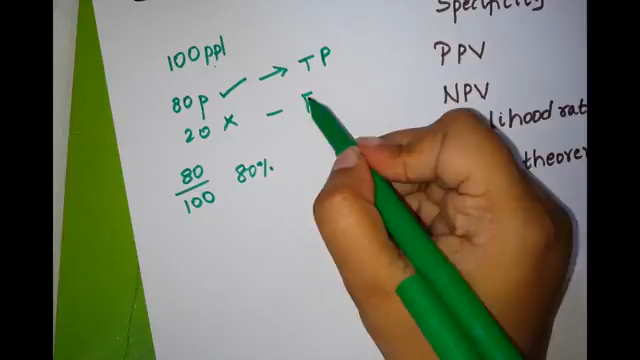 100 ppl
80 p ✓ → TP
20 x – F
80/100 80%
Specificity
PPV
NPV
lihood rat
theorem